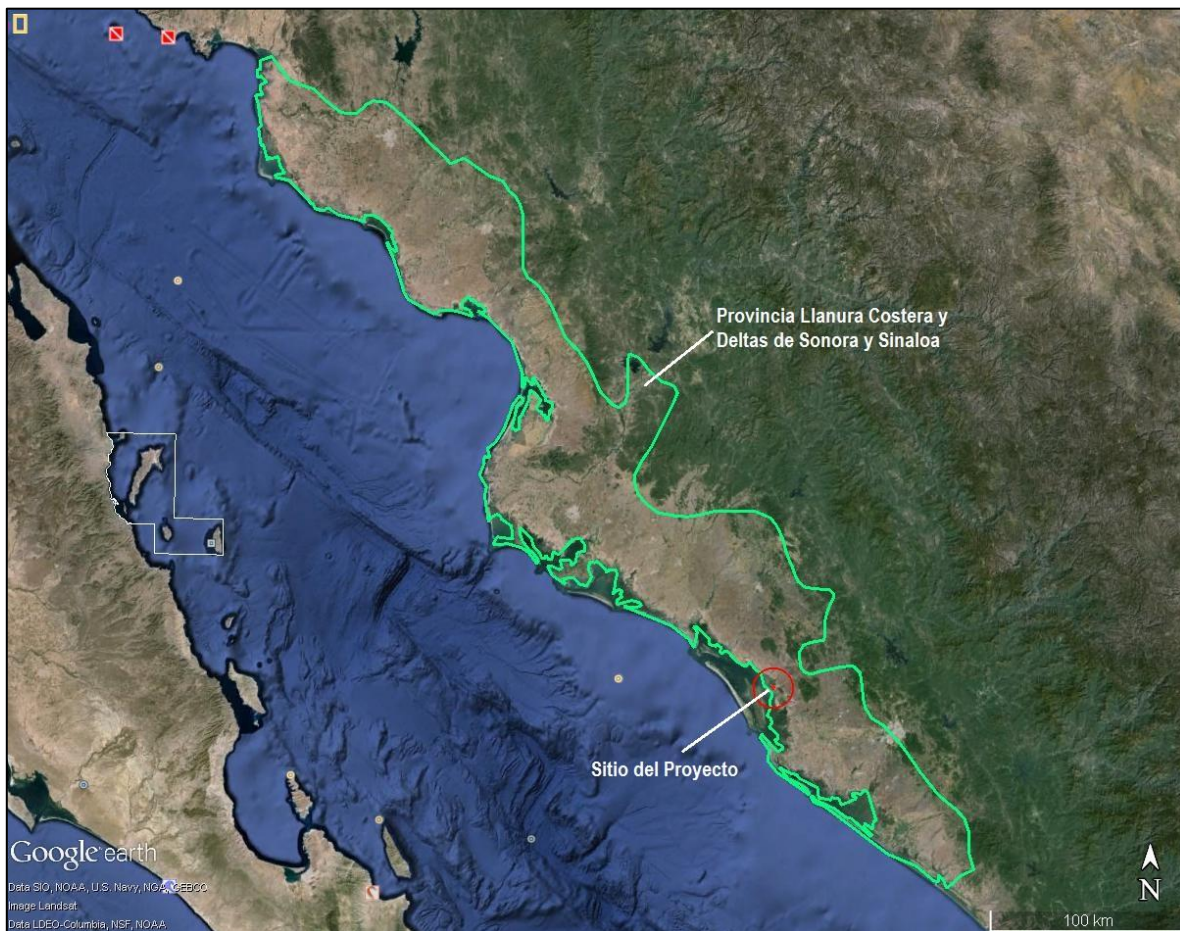 Provincia Llanura Costera y
Deltas de Sonora y Sinaloa
Sitio del Proyecto
Google earth
Data SIO, NOAA, U.S. Navy, NGA, GEBCO
Image Landsat
Data LDEO-Columbia, NSF, NOAA
N
100 km